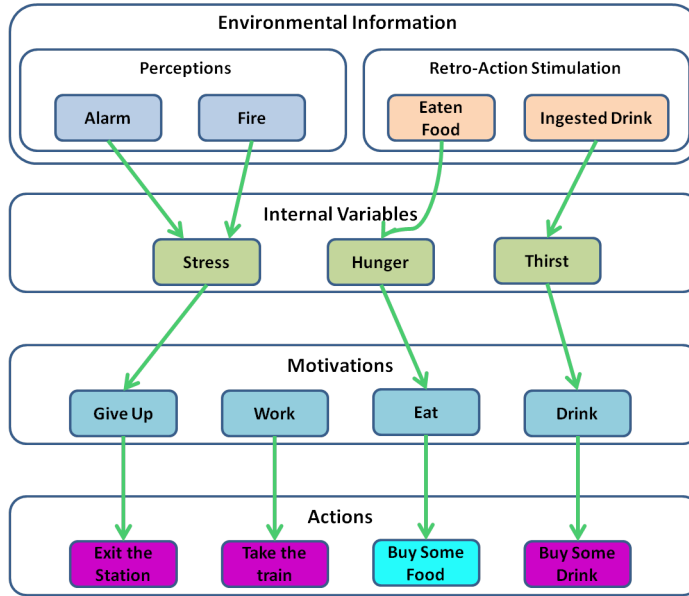 Environmental Information
Perceptions
Retro-Action Stimulation
Alarm
Fire
Eaten
Food
Ingested Drink
Internal Variables
Stress
Hunger
Thirst
Motivations
Give Up
Work
Eat
Drink
Actions
Exit the
Station
Take the
train
Buy Some
Food
Buy Some
Drink